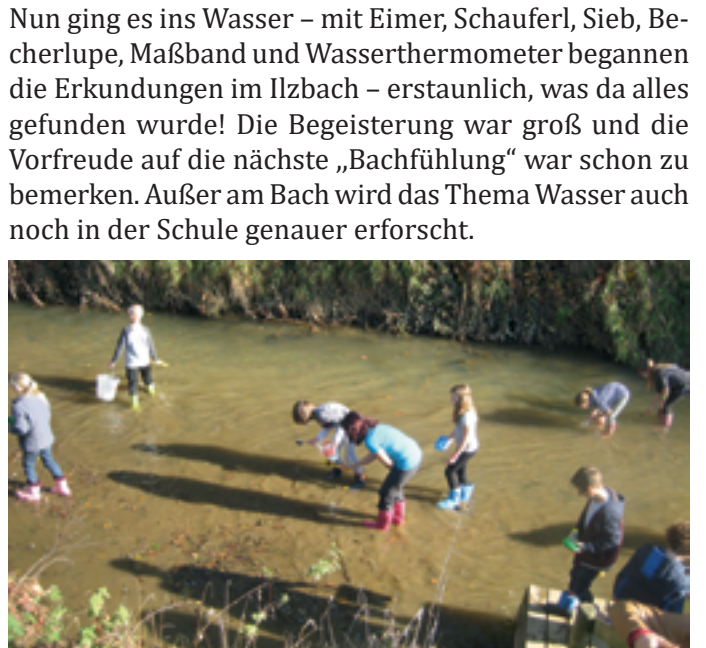 Nun ging es ins Wasser – mit Eimer, Schauferl, Sieb, Be-
cherlupe, Maßband und Wasserthermometer begannen
die Erkundungen im Ilzbach – erstaunlich, was da alles
gefunden wurde! Die Begeisterung war groß und die
Vorfreude auf die nächste „Bachfühlung“ war schon zu
bemerken. Außer am Bach wird das Thema Wasser auch
noch in der Schule genauer erforscht.